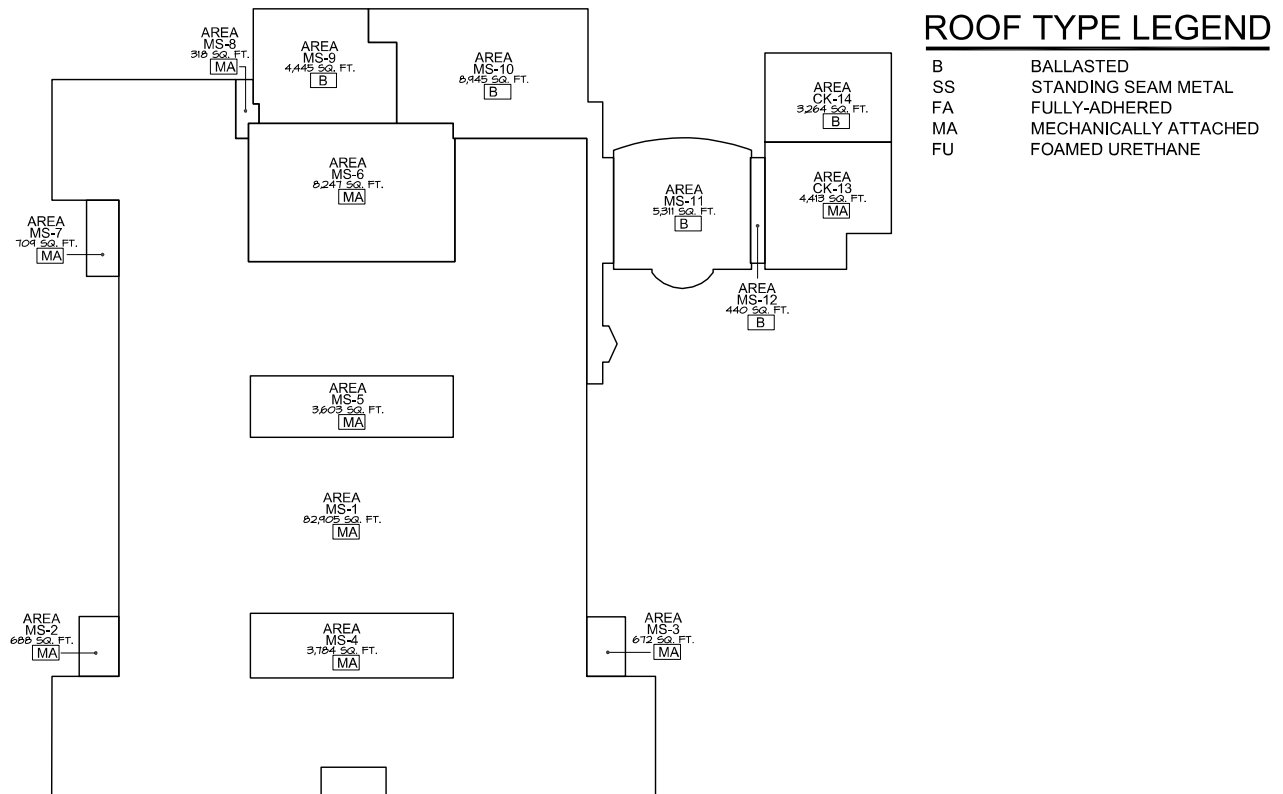 ROOF TYPE LEGEND
B BALLASTED
SS STANDING SEAM METAL
FA FULLY-ADHERED
MA MECHANICALLY ATTACHED
FU FOAMED URETHANE
AREA
MS-8
318 SQ. FT.
MA
AREA
MS-9
4,445 SQ. FT.
B
AREA
MS-10
8,945 SQ. FT.
B
AREA
CK-14
3,264 SQ. FT.
B
AREA
MS-6
8,247 SQ. FT.
MA
AREA
MS-11
5,311 SQ. FT.
B
AREA
CK-13
4,413 SQ. FT.
MA
AREA
MS-7
709 SQ. FT.
MA
AREA
MS-12
440 SQ. FT.
B
AREA
MS-5
3,603 SQ. FT.
MA
AREA
MS-1
82,905 SQ. FT.
MA
AREA
MS-2
688 SQ. FT.
MA
AREA
MS-4
3,784 SQ. FT.
MA
AREA
MS-3
672 SQ. FT.
MA